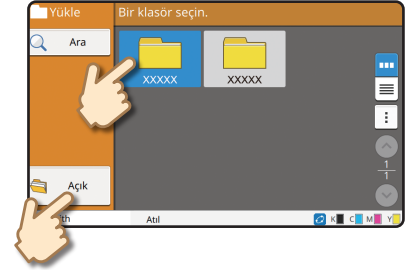 Yükle
Bir klasör seçin.
Ara
XXXXX
XXXXX
1
1
Açık
Atıl
K C M Y